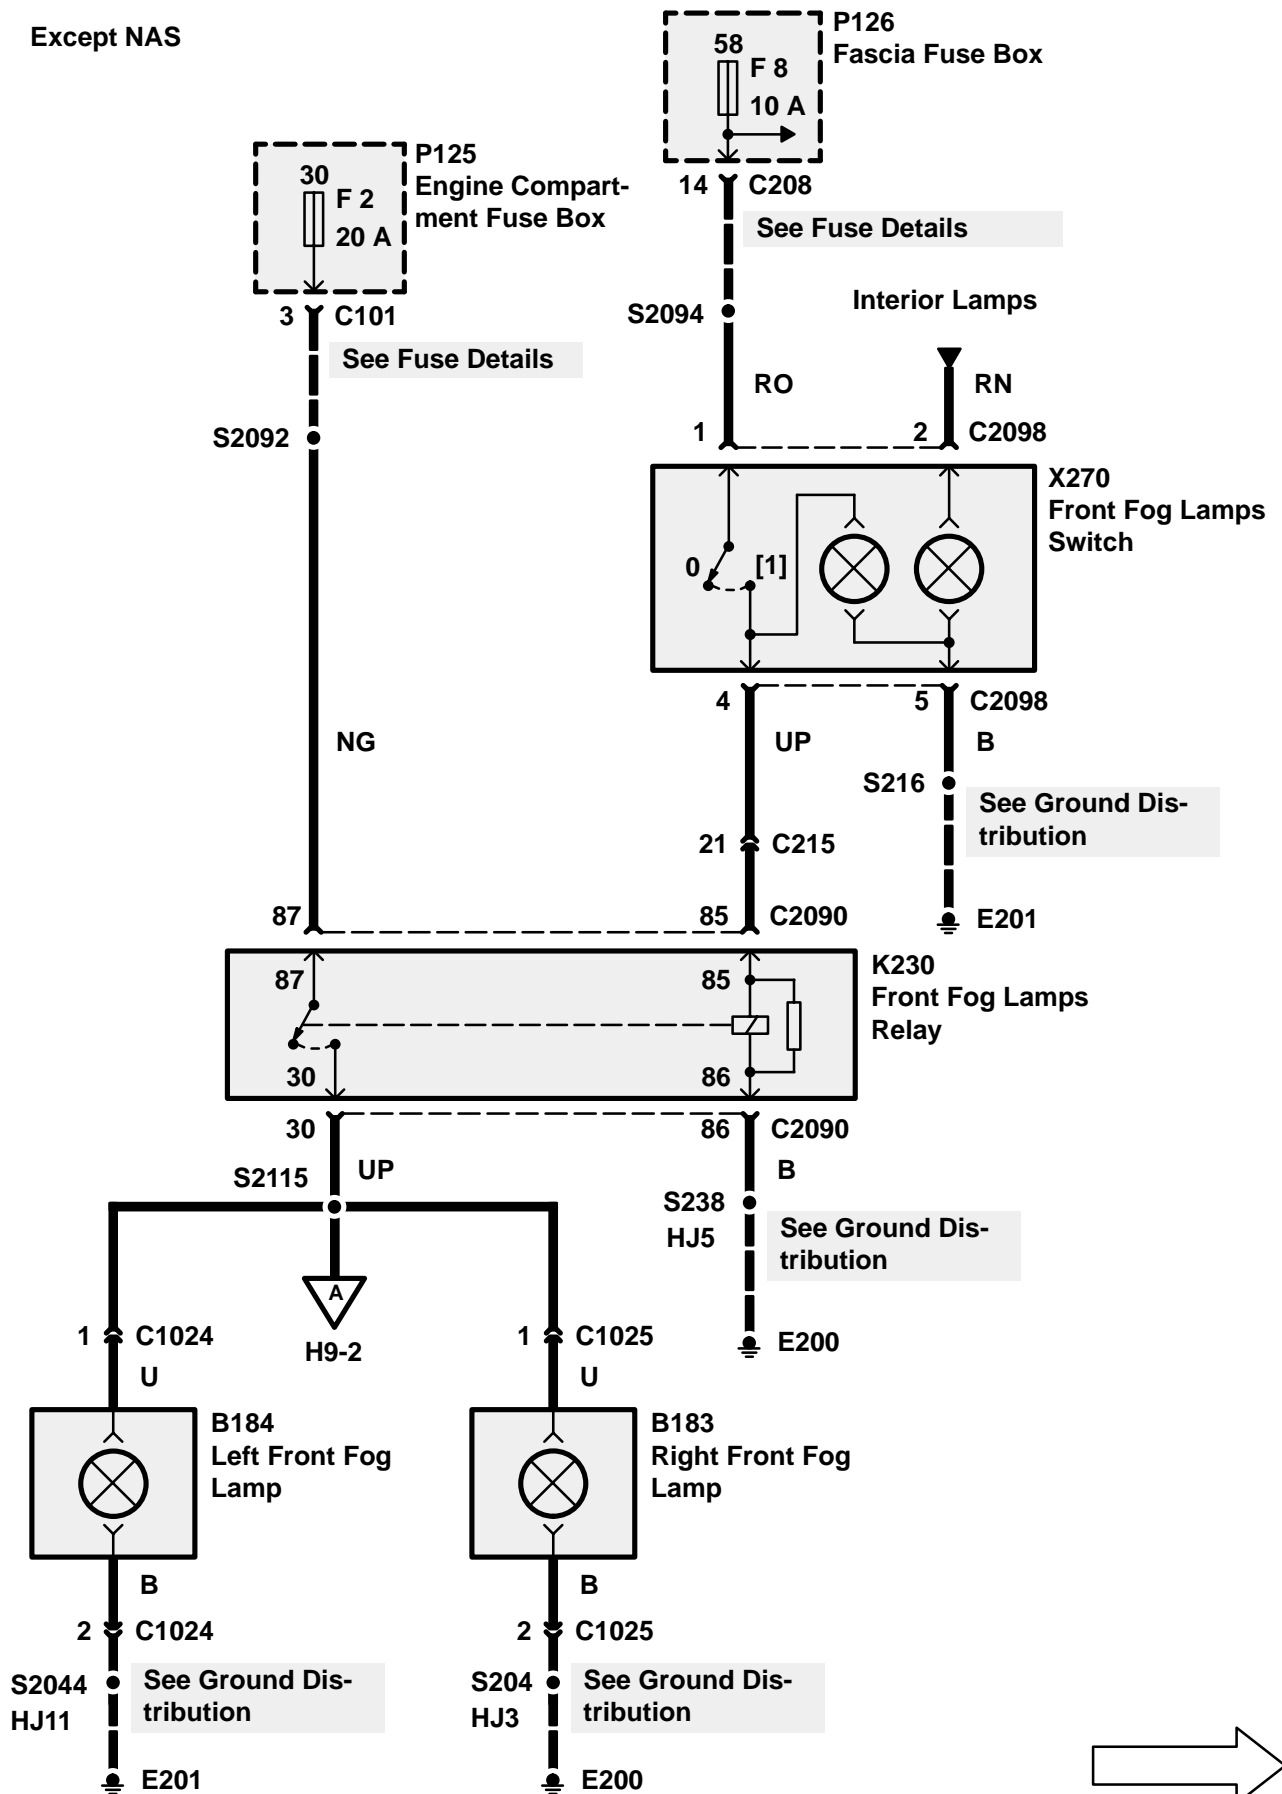 Except NAS
P126
Fascia Fuse Box
58
F 8
10 A
P125
Engine Compart-
ment Fuse Box
30
F 2
20 A
14 C208
See Fuse Details
S2094
Interior Lamps
3 C101
See Fuse Details
RO
RN
S2092
1
2 C2098
X270
Front Fog Lamps
Switch
0
[1]
4
5 C2098
NG
UP
B
S216
See Ground Dis-
tribution
21 C215
87
85 C2090
E201
K230
Front Fog Lamps
Relay
87
85
30
86
30
86 C2090
S2115
UP
B
S238
HJ5
See Ground Dis-
tribution
A
H9-2
E200
1 C1024
U
1 C1025
U
B184
Left Front Fog
Lamp
B183
Right Front Fog
Lamp
B
B
2 C1024
2 C1025
S2044
HJ11
See Ground Dis-
tribution
S204
HJ3
See Ground Dis-
tribution
E201
E200